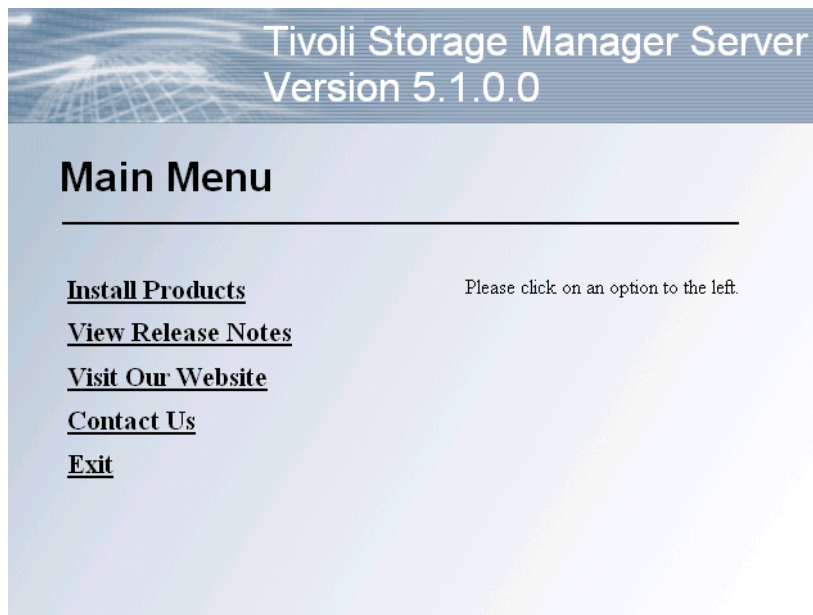 Tivoli Storage Manager Server
Version 5.1.0.0
Main Menu
Install Products
Please click on an option to the left.
View Release Notes
Visit Our Website
Contact Us
Exit